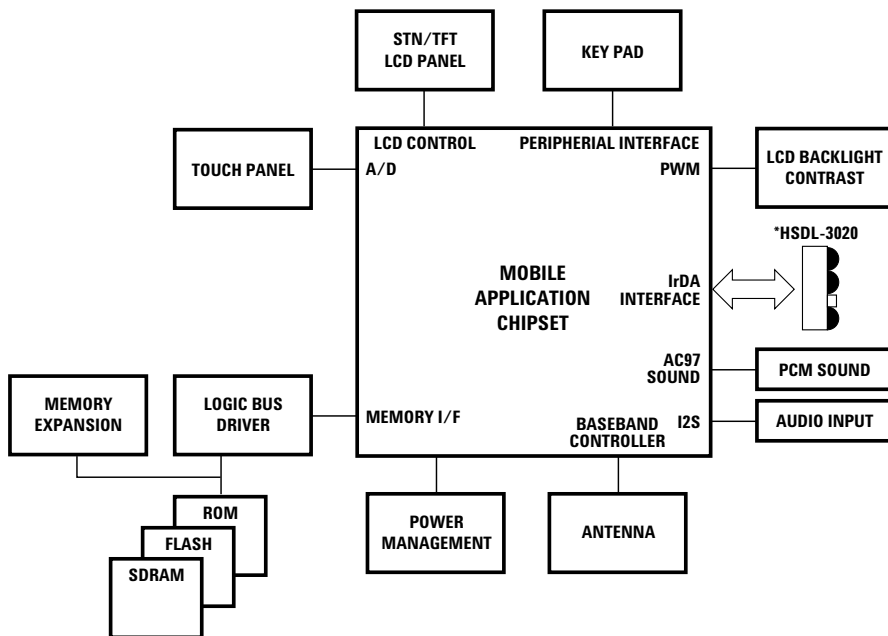 STN/TFT
LCD PANEL
KEY PAD
TOUCH PANEL
LCD CONTROL
A/D
PERIPHERIAL INTERFACE
PWM
LCD BACKLIGHT
CONTRAST
*HSDL-3020
MOBILE
APPLICATION
CHIPSET
IrDA
INTERFACE
AC97
SOUND
PCM SOUND
MEMORY
EXPANSION
LOGIC BUS
DRIVER
MEMORY I/F
BASEBAND
CONTROLLER
I2S
AUDIO INPUT
ROM
FLASH
SDRAM
POWER
MANAGEMENT
ANTENNA